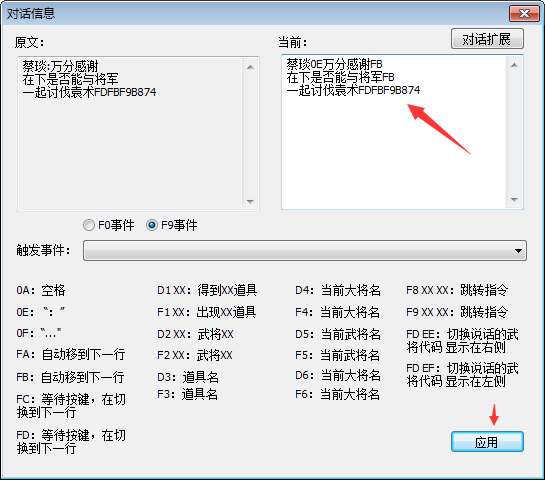 对话信息
原文:
当前:
对话扩展
蔡琰:万分感谢
在下是否能与将军
一起讨伐袁术FDFBF9B874
蔡琰0E万分感谢FB
在下是否能与将军FB
一起讨伐袁术FDFBF9B874
F0事件
F9事件
触发事件:
0A: 空格
0E: “: ”
0F: “..."
FA: 自动移到下一行
FB: 自动移到下一行
FC: 等待按键, 在切
换到下一行
FD: 等待按键, 在切
换到下一行
D1 XX: 得到XX道具
F1 XX: 出现XX道具
D2 XX: 武将XX
F2 XX: 武将XX
D3: 道具名
F3: 道具名
D4: 当前大将名
F4: 当前大将名
D5: 当前武将名
F5: 当前武将名
D6: 当前大将名
F6: 当前大将名
F8 XX XX: 跳转指令
F9 XX XX: 跳转指令
FD EE: 切换说话的武
将代码 显示在右侧
FD EF: 切换说话的武
将代码 显示在左侧
应用